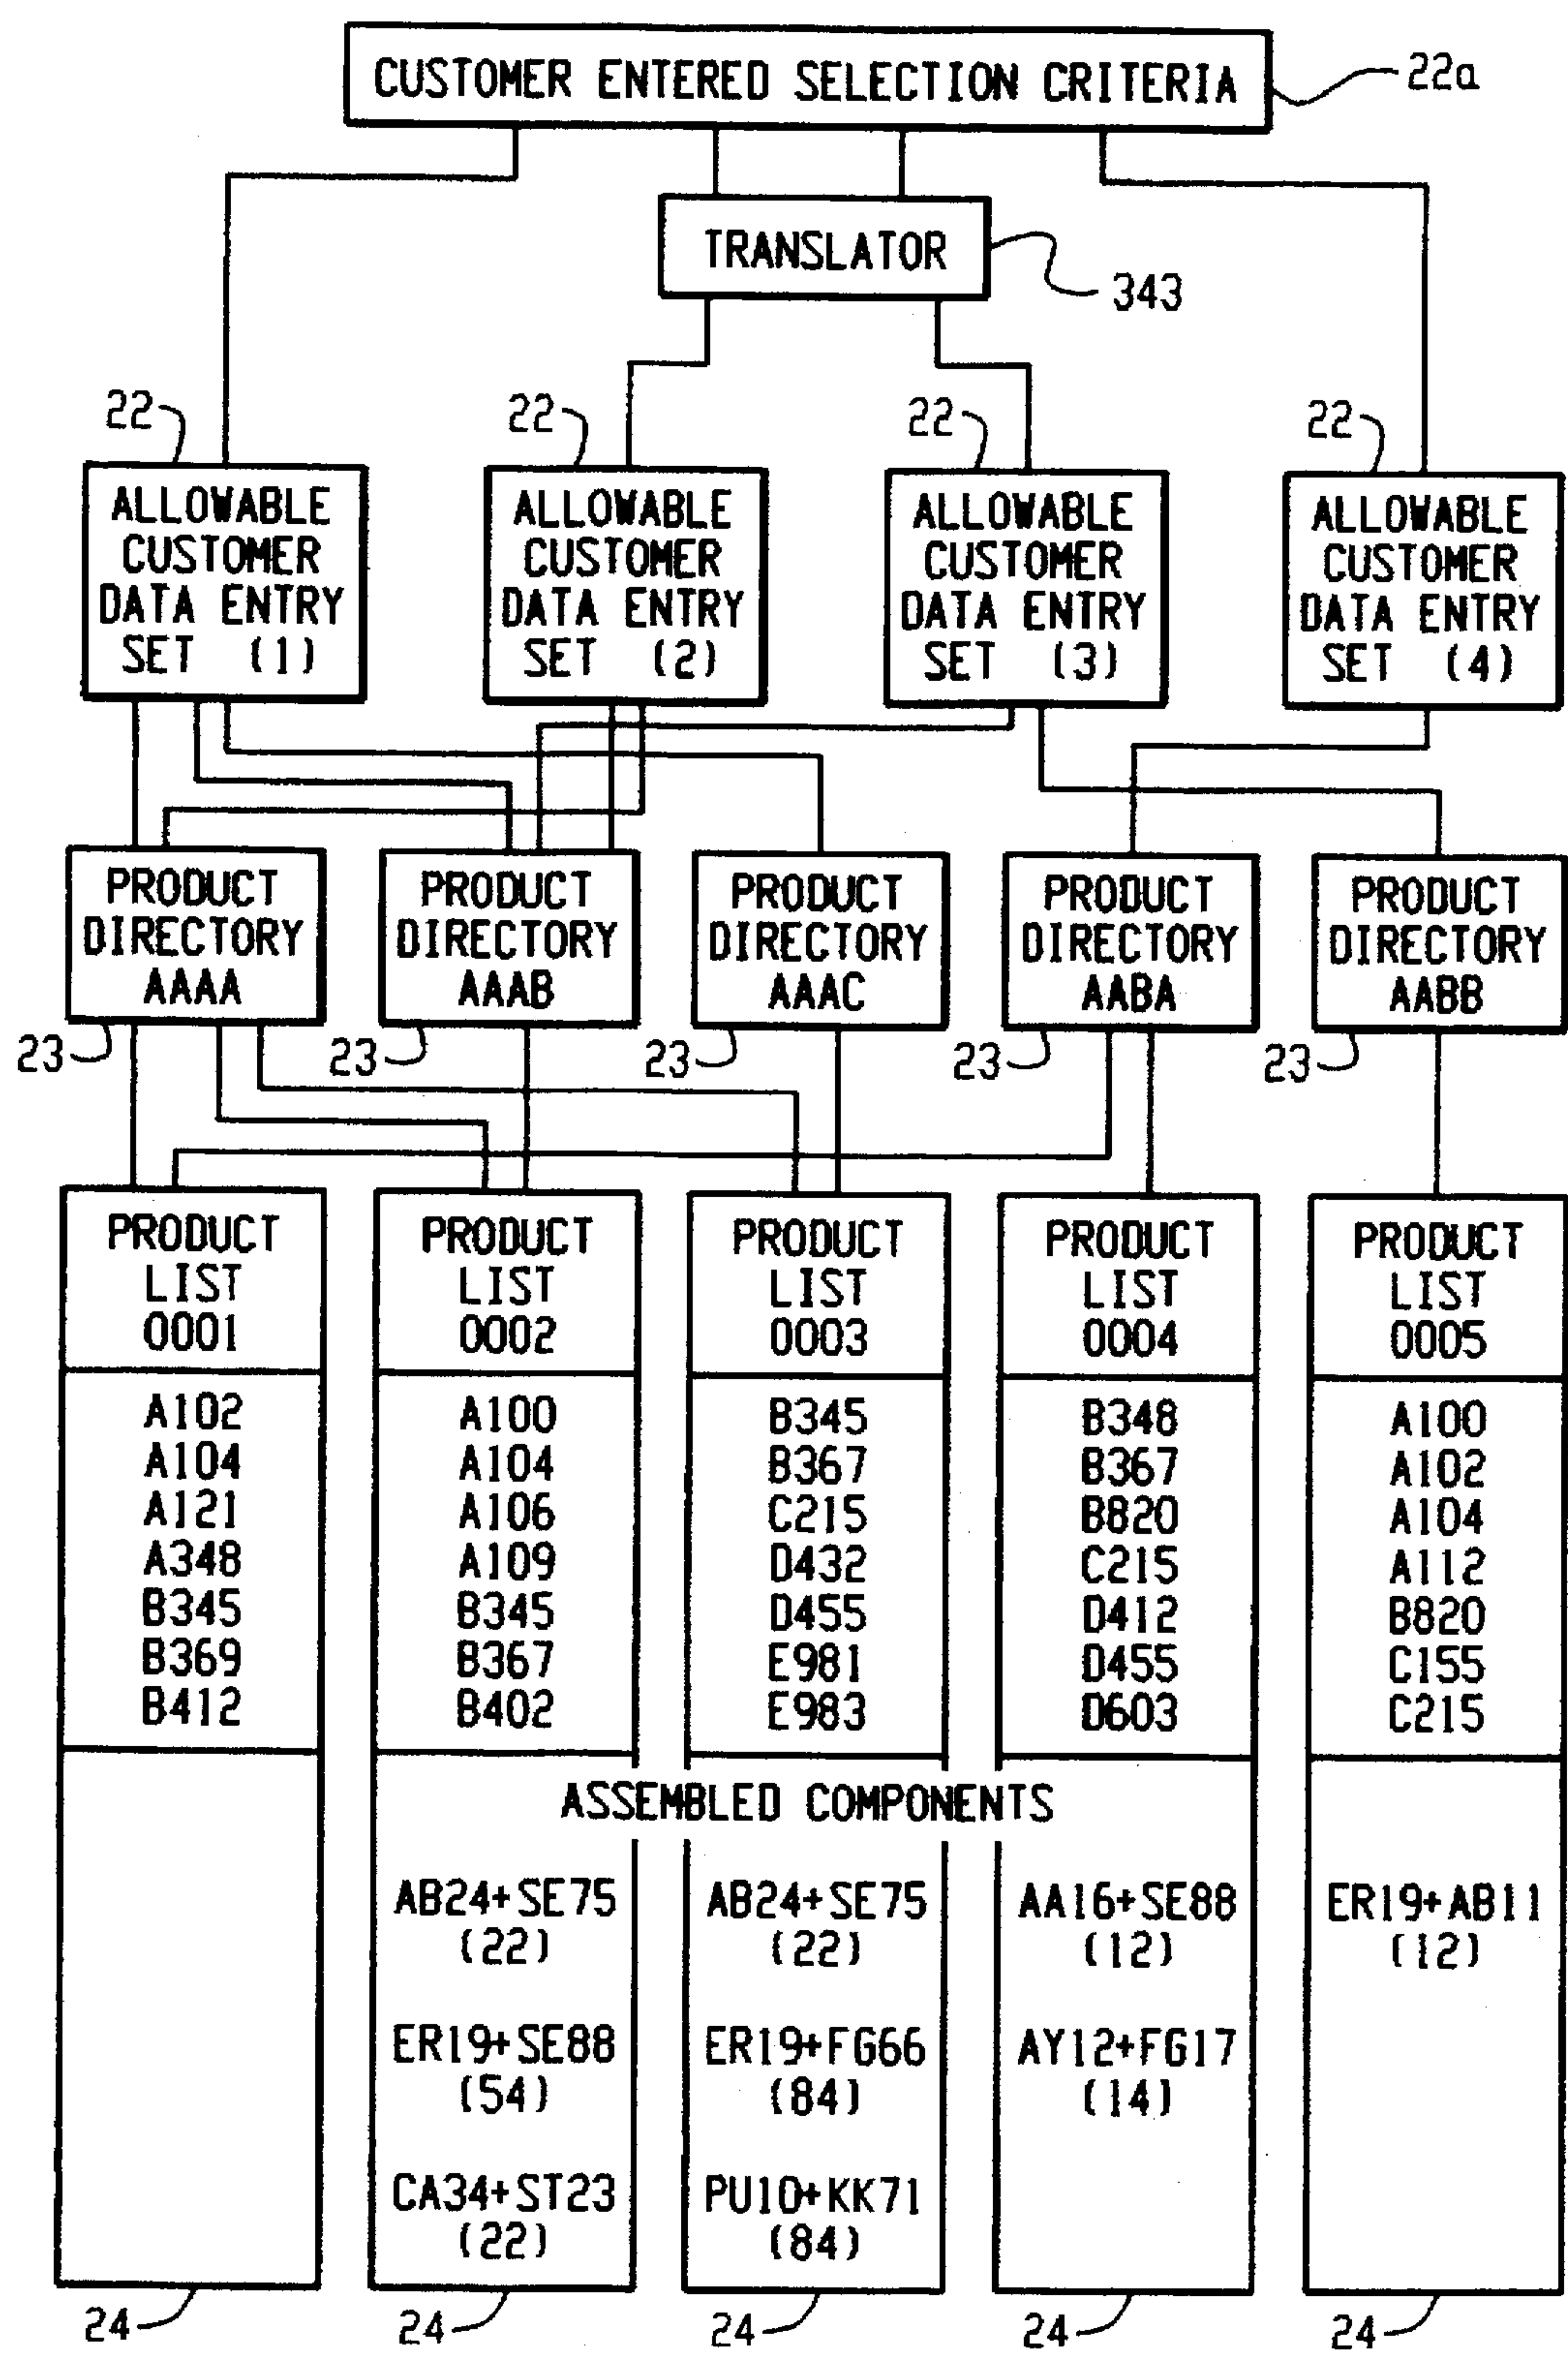 CUSTOMER ENTERED SELECTION CRITERIA
22a
TRANSLATOR
343
22
22
22
22
ALLOWABLE
CUSTOMER
DATA ENTRY
SET (1)
ALLOWABLE
CUSTOMER
DATA ENTRY
SET (2)
ALLOWABLE
CUSTOMER
DATA ENTRY
SET (3)
ALLOWABLE
CUSTOMER
DATA ENTRY
SET (4)
PRODUCT
DIRECTORY
AAAA
PRODUCT
DIRECTORY
AAAB
PRODUCT
DIRECTORY
AAAC
PRODUCT
DIRECTORY
AABA
PRODUCT
DIRECTORY
AABB
23
23
23
23
23
PRODUCT
LIST
0001
A102
A104
A121
A348
B345
B369
B412
PRODUCT
LIST
0002
A100
A104
A106
A109
B345
B367
B402
PRODUCT
LIST
0003
B345
B367
C215
D432
D455
E981
E983
PRODUCT
LIST
0004
B348
B367
B820
C215
D412
D455
D603
PRODUCT
LIST
0005
A100
A102
A104
A112
B820
C155
C215
ASSEMBLED COMPONENTS
AB24+SE75
(22)
ER19+SE88
(54)
CA34+ST23
(22)
AB24+SE75
(22)
ER19+FG66
(84)
PU10+KK71
(84)
AA16+SE88
(12)
AY12+FG17
(14)
ER19+AB11
(12)
24
24
24
24
24